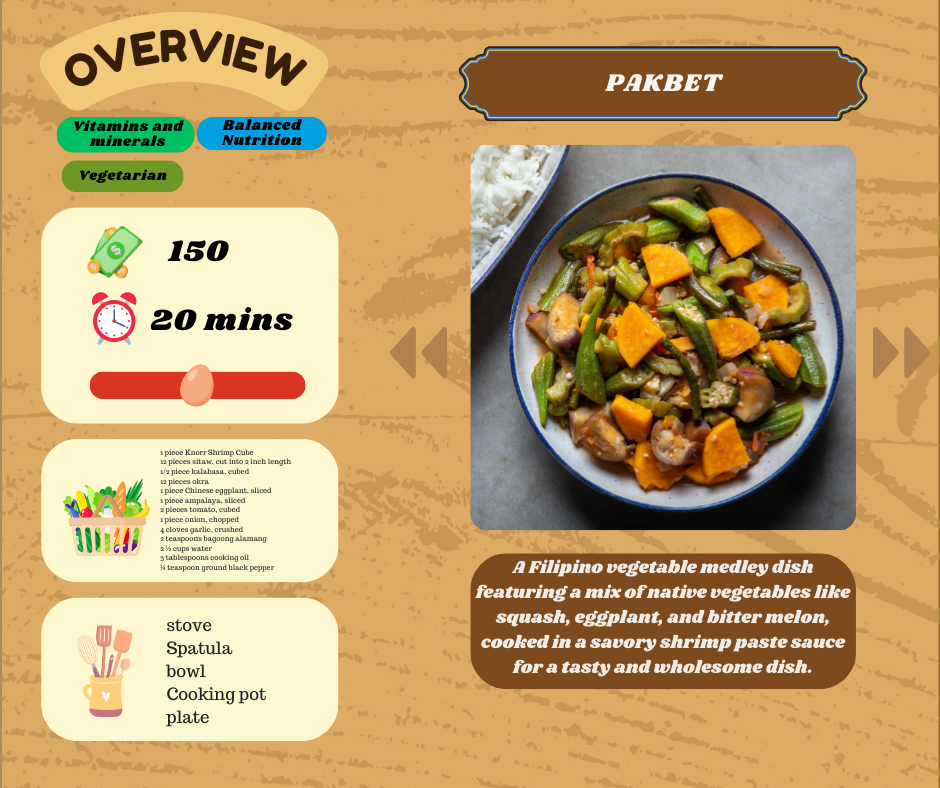 OVERVIEW
Vitamins and
minerals
Balanced
Nutrition
Vegetarian
150
20 mins
1 piece Knorr Shrimp Cube
12 pieces sitaw, cut into 2 inch length
1/2 piece kalabasa, cubed
12 pieces okra
1 piece Chinese eggplant, sliced
1 piece ampalaya, sliced
2 pieces tomato, cubed
1 piece onion, chopped
4 cloves garlic, crushed
2 teaspoons bagoong alamang
2 ½ cups water
3 tablespoons cooking oil
¼ teaspoon ground black pepper
stove
Spatula
bowl
Cooking pot
plate
PAKBET
A Filipino vegetable medley dish
featuring a mix of native vegetables like
squash, eggplant, and bitter melon,
cooked in a savory shrimp paste sauce
for a tasty and wholesome dish.